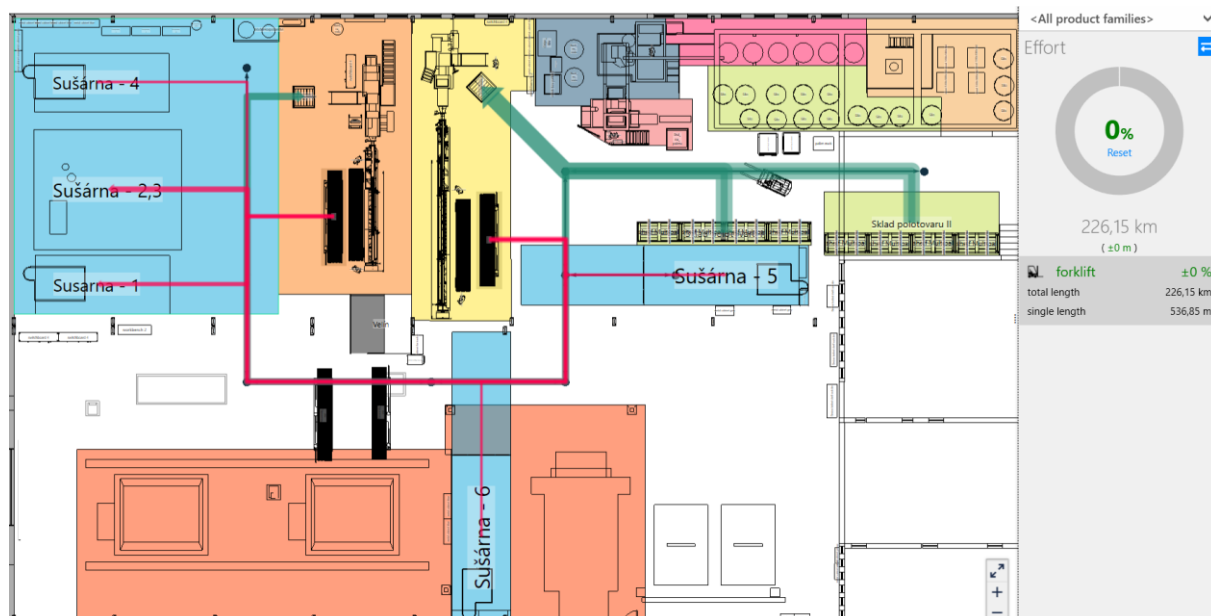 <All product families>
Effort
0%
Reset
226,15 km
( ±0 m )
forklift ±0 %
total length 226,15 km
single length 536,85 m
Sušárna - 4
Sušárna - 2,3
Sušárna - 1
Sklad polotovaru II
Sušárna - 5
Velín
Sušárna - 6